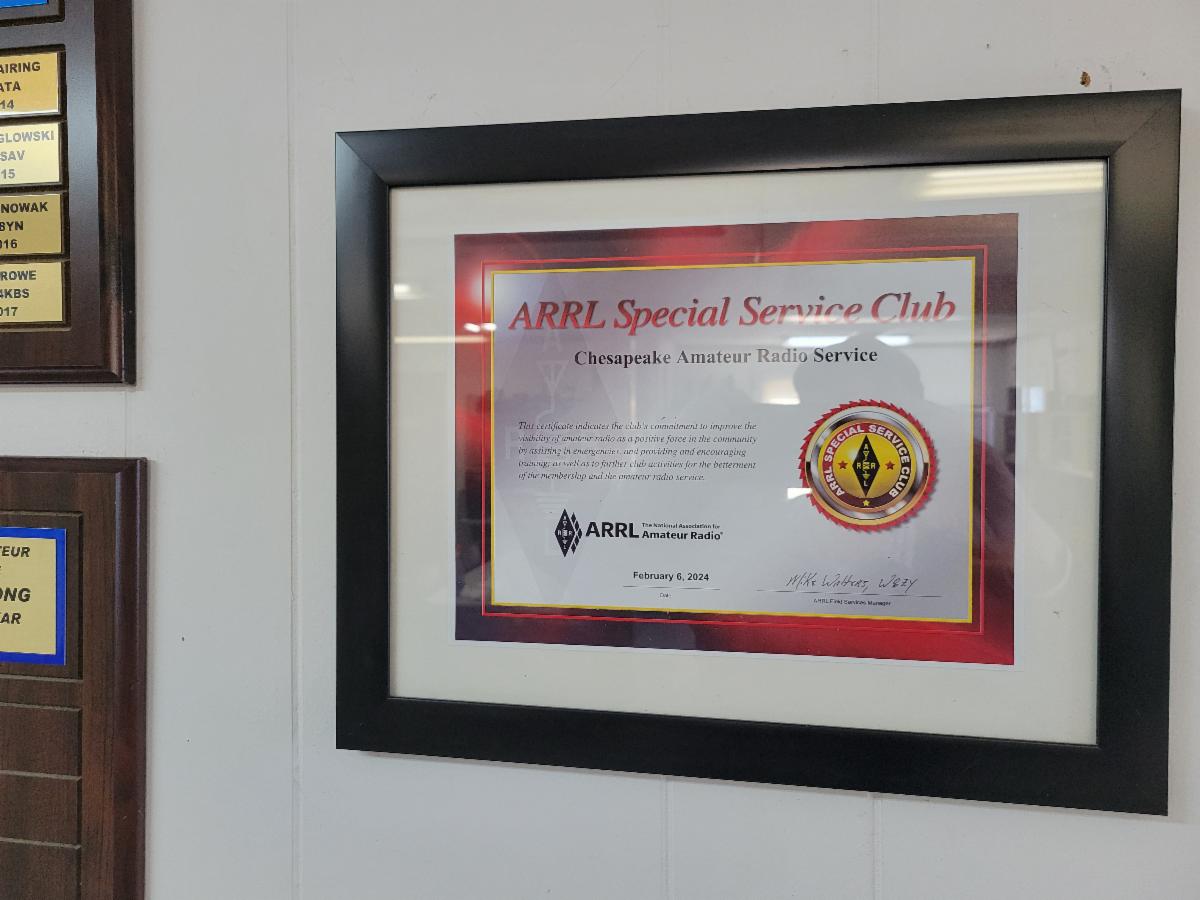 AIRING
ATA
14
GLOWSKI
SAV
15
NOWAK
BYN
016
ROWE
4KBS
017
TEUR
ONG
KAR
ARRL Special Service Club
Chesapeake Amateur Radio Service
This certificate indicates the club's commitment to improve the
visibility of amateur radio as a positive force in the community
by assisting in emergencies, and providing and encouraging
training; as well as to further club activities for the betterment
of the membership and the amateur radio service.
ARRL SPECIAL SERVICE CLUB
A
R R
L
ARRL The National Association for
Amateur Radio®
February 6, 2024
Date
Mike Walters, W8ZY
ARRL Field Services Manager